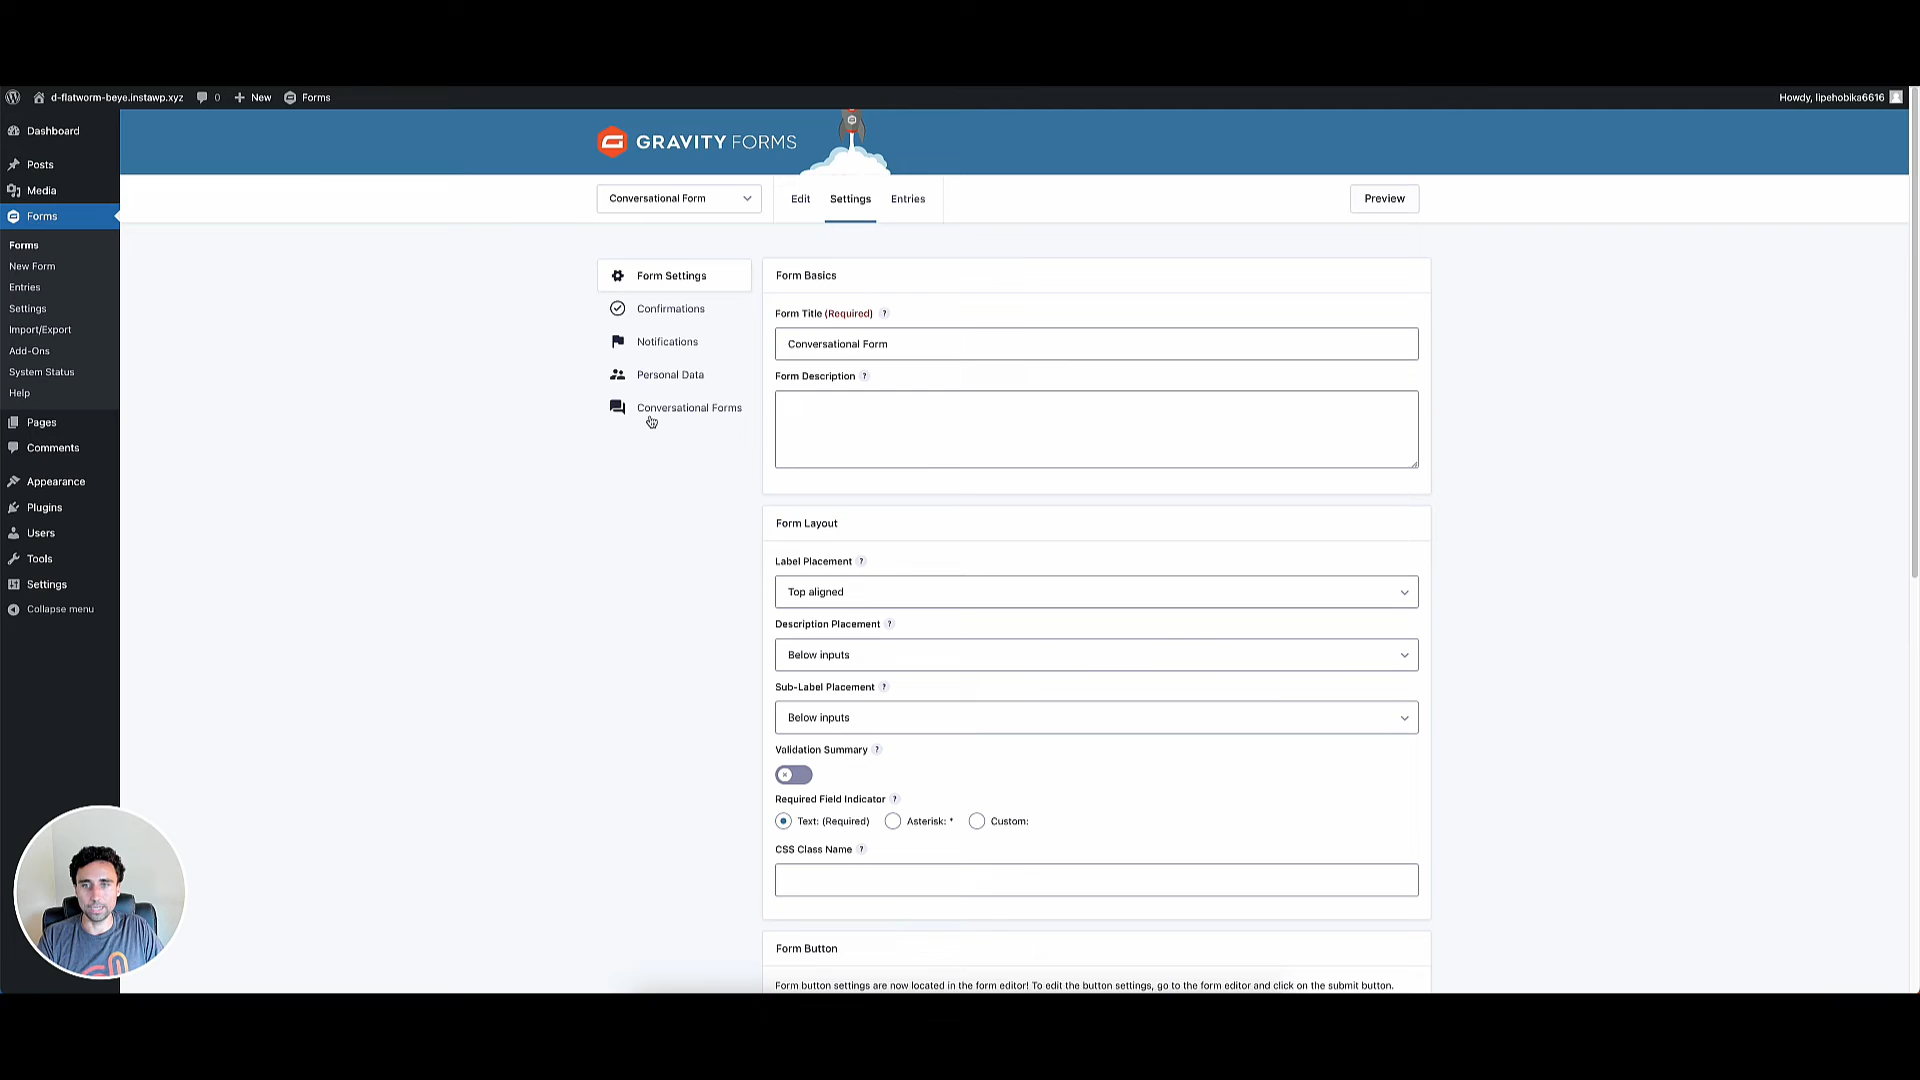 d-flatworm-beye.instawp.xyz 0 New Forms Howdy, lipehobika6616
Dashboard
Posts
Media
Forms
Forms
New Form
Entries
Settings
Import/Export
Add-Ons
System Status
Help
Pages
Comments
Appearance
Plugins
Users
Tools
Settings
Collapse menu
GRAVITY FORMS
Conversational Form Edit Settings Entries Preview
Form Settings
Confirmations
Notifications
Personal Data
Conversational Forms
Form Basics
Form Title (Required) ?
Conversational Form
Form Description ?
Form Layout
Label Placement ?
Top aligned
Description Placement ?
Below inputs
Sub-Label Placement ?
Below inputs
Validation Summary ?
Required Field Indicator ?
Text: (Required) Asterisk: * Custom:
CSS Class Name ?
Form Button
Form button settings are now located in the form editor! To edit the button settings, go to the form editor and click on the submit button.